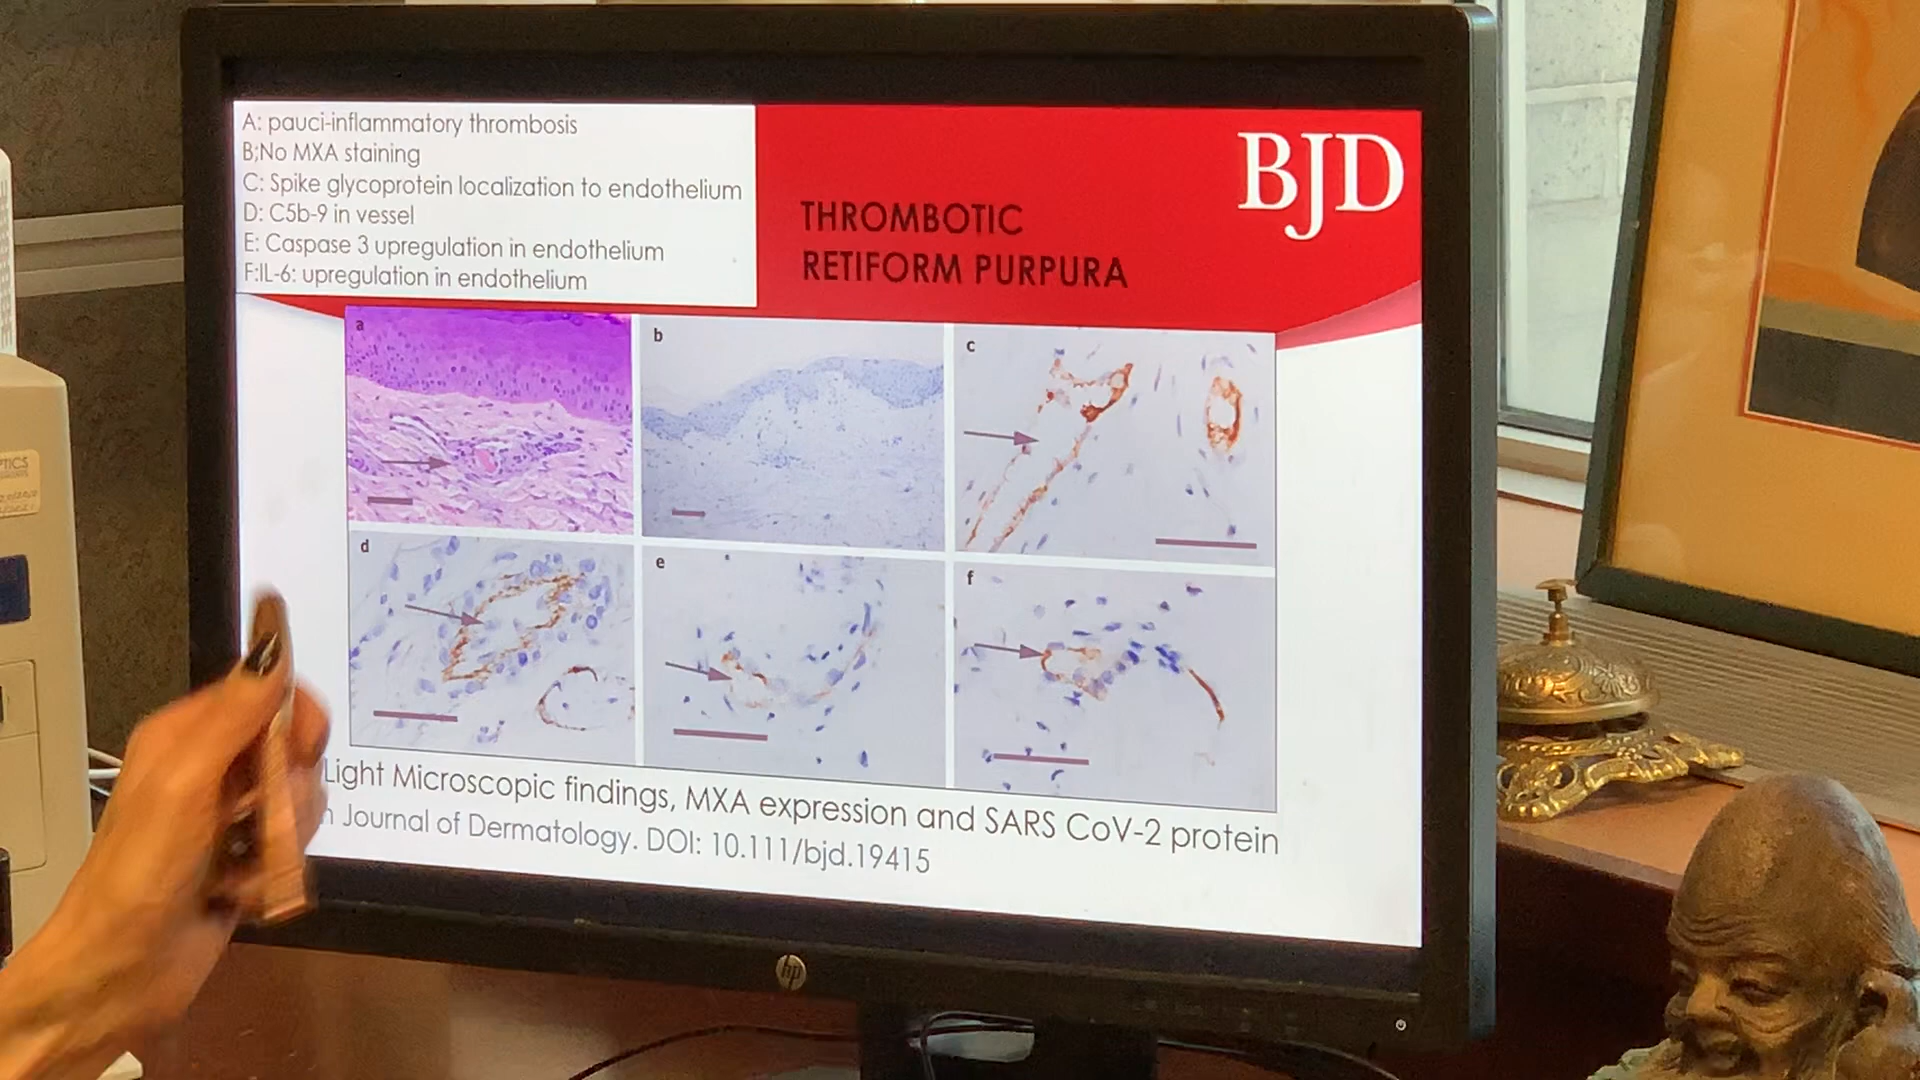 A: pauci-inflammatory thrombosis
B;No MXA staining
C: Spike glycoprotein localization to endothelium
D: C5b-9 in vessel
E: Caspase 3 upregulation in endothelium
F:IL-6: upregulation in endothelium
BJD
THROMBOTIC
RETIFORM PURPURA
a
b
c
d
e
f
Light Microscopic findings, MXA expression and SARS CoV-2 protein
Journal of Dermatology. DOI: 10.111/bjd.19415
hp